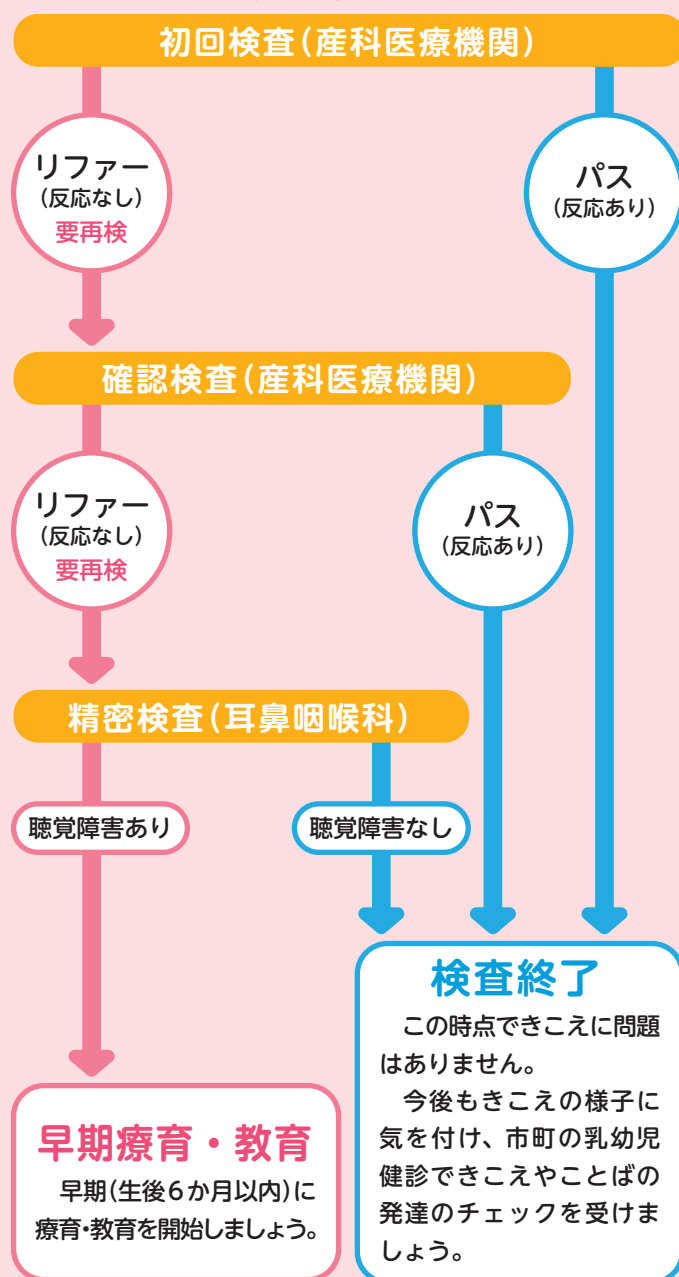 初回検査(産科医療機関)
リファー
(反応なし)
要再検
パス
(反応あり)
確認検査(産科医療機関)
リファー
(反応なし)
要再検
パス
(反応あり)
精密検査(耳鼻咽喉科)
聴覚障害あり
聴覚障害なし
検査終了
この時点できこえに問題
はありません。
今後もきこえの様子に
気を付け、市町の乳幼児
健診できこえやことばの
発達のチェックを受けま
しょう。
早期療育・教育
早期(生後6か月以内)に
療育・教育を開始しましょう。